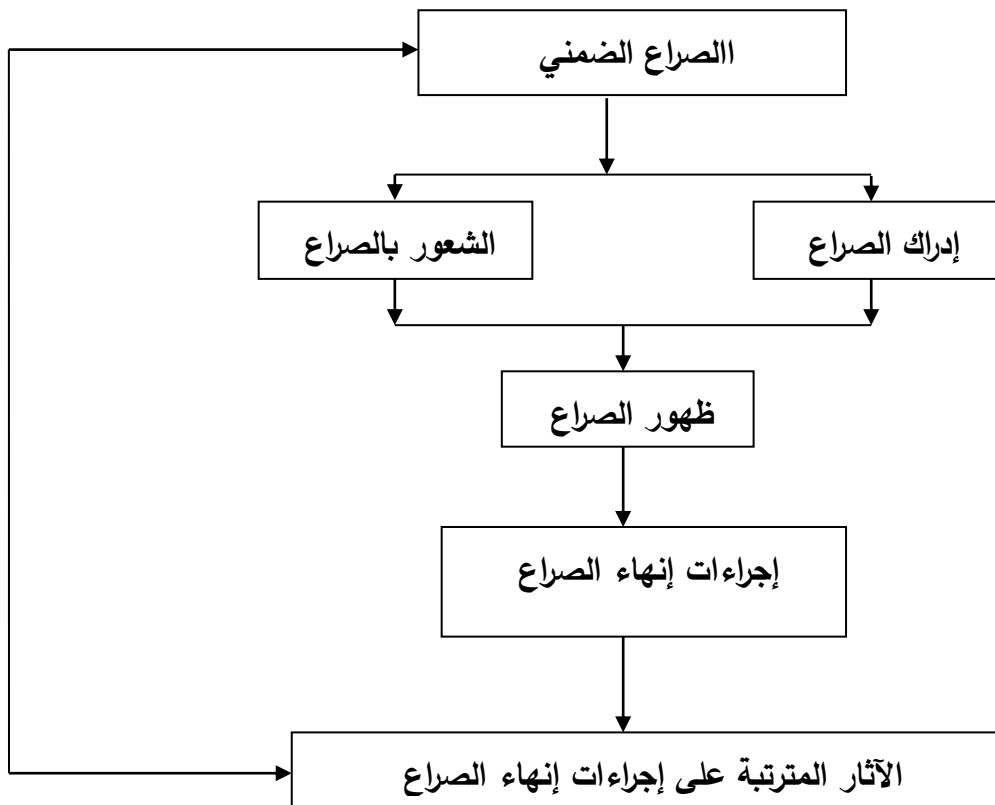 االصراع الضمني
إدراك الصراع
الشعور بالصراع
ظهور الصراع
إجراءات إنهاء الصراع
الآثار المترتبة على إجراءات إنهاء الصراع